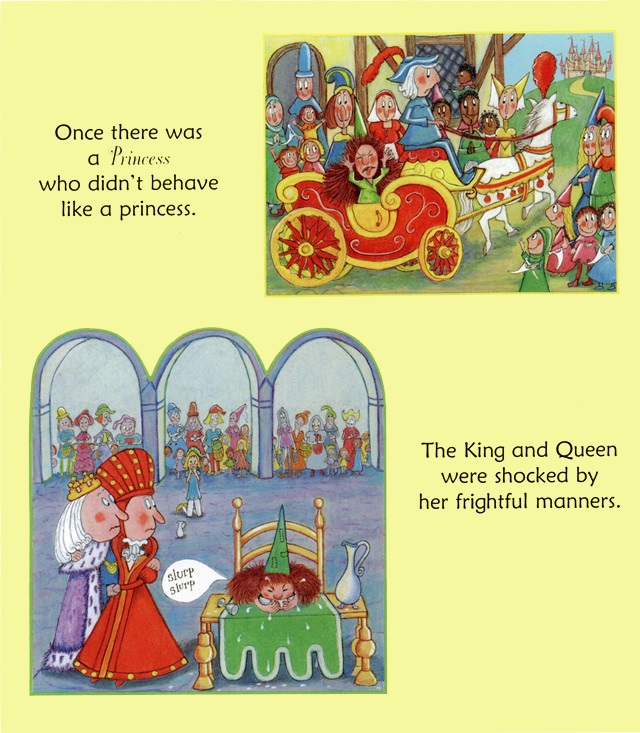 Once there was
a Princess
who didn't behave
like a princess.
slurp
slurp
The King and Queen
were shocked by
her frightful manners.